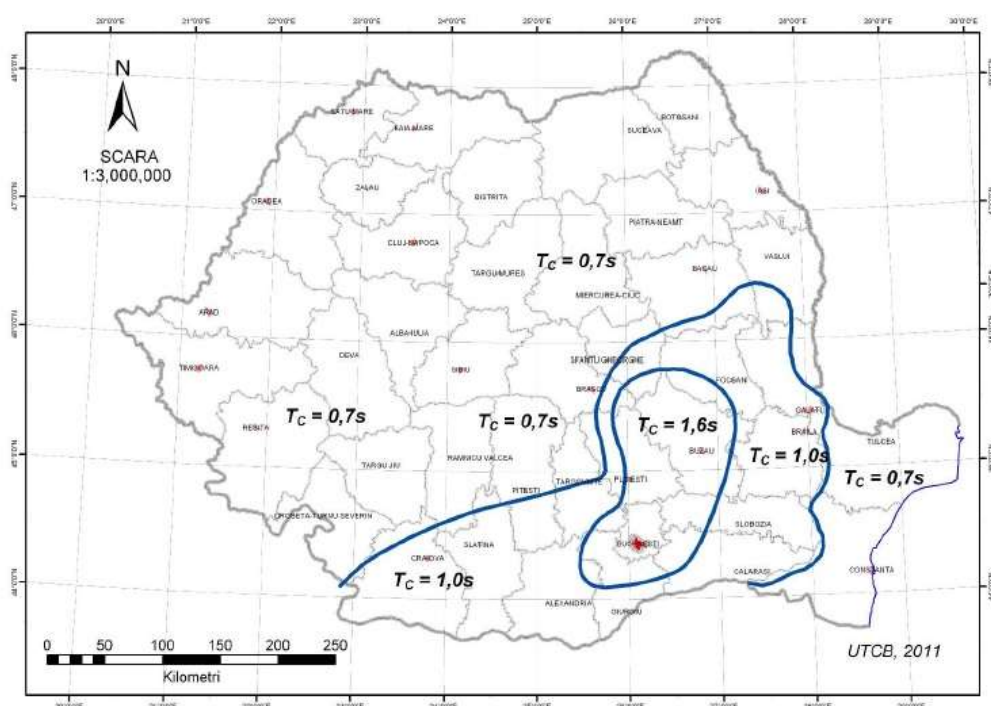 N
SCARA
1:3,000,000
SATU MARE
BAIA MARE
SUCEAVA
BOTOSANI
ZALAU
ORADEA
BISTRITA
IASI
CLUJ-NAPOCA
PIATRA-NEAMT
TARGU-MURES
T_C = 0,7s
BACAU
VASLUI
MIERCUREA-CIUC
ARAD
ALBA-IULIA
DEVA
SFANTU GHEORGHE
TIMISOARA
SIBIU
BRASOV
FOCSANI
T_C = 0,7s
T_C = 0,7s
T_C = 1,6s
GALATI
RESITA
BRAILA
TULCEA
BUZAU
T_C = 1,0s
T_C = 0,7s
TARGU JIU
RAMNICU VALCEA
PITESTI
TARGOVISTE
PLOIESTI
DROBETA-TURNU-SEVERIN
SLATINA
SLOBOZIA
BUCURESTI
CRAIOVA
CALARASI
CONSTANTA
T_C = 1,0s
ALEXANDRIA
GIURGIU
0 50 100 150 200 250
Kilometri
UTCB, 2011